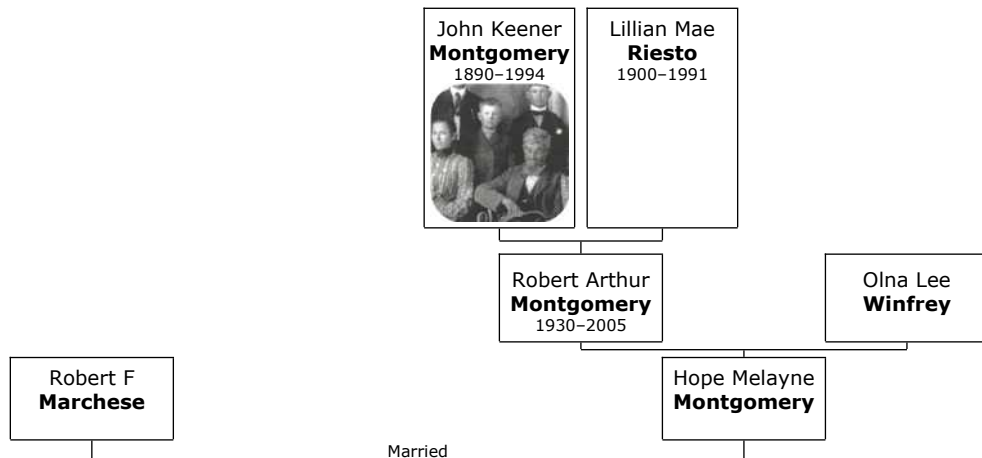 John Keener
Montgomery
1890–1994
Lillian Mae
Riesto
1900–1991
Robert Arthur
Montgomery
1930–2005
Olna Lee
Winfrey
Robert F
Marchese
Hope Melayne
Montgomery
Married